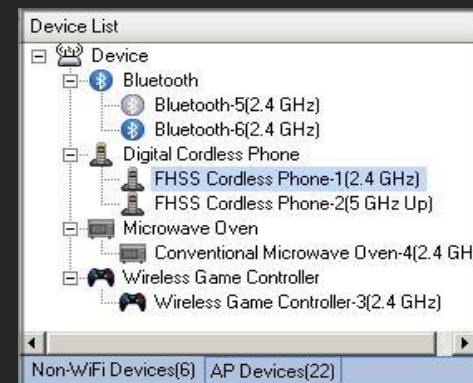 Device List
Device
Bluetooth
Bluetooth-5(2.4 GHz)
Bluetooth-6(2.4 GHz)
Digital Cordless Phone
FHSS Cordless Phone-1(2.4 GHz)
FHSS Cordless Phone-2(5 GHz Up)
Microwave Oven
Conventional Microwave Oven-4(2.4 GH
Wireless Game Controller
Wireless Game Controller-3(2.4 GHz)
Non-WiFi Devices(6) AP Devices(22)